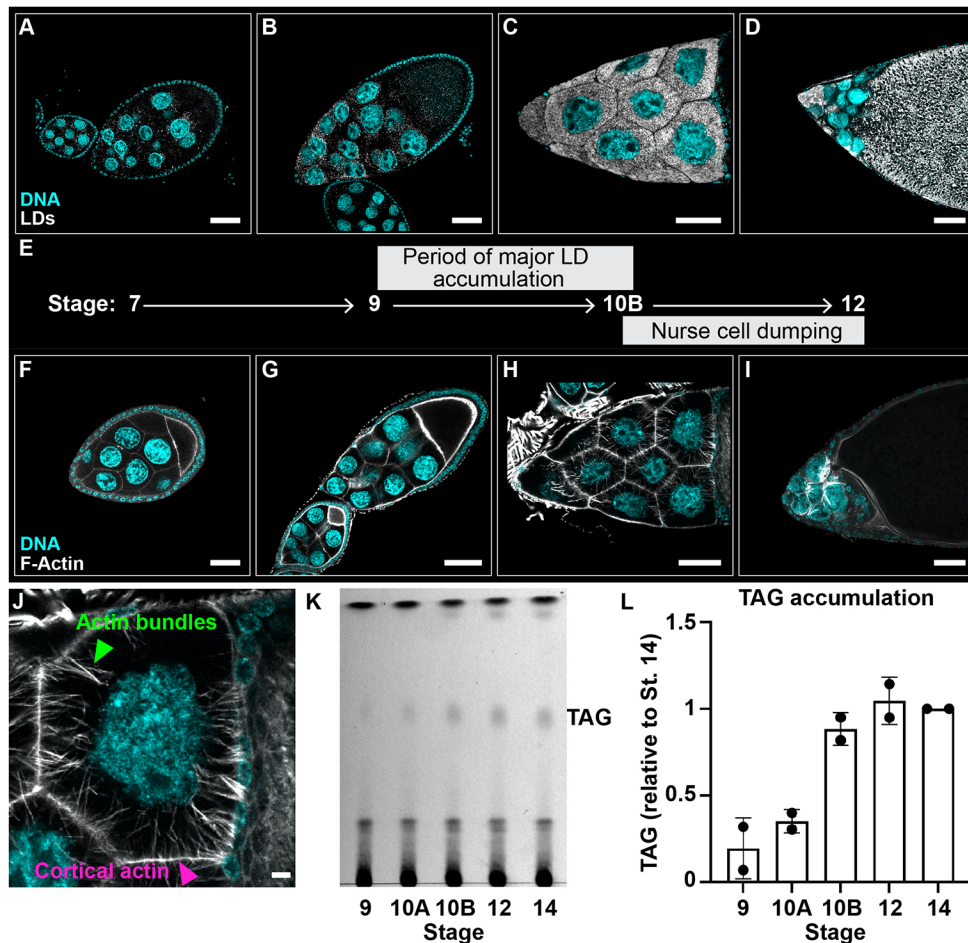 A
B
C
D
DNA
LDs
E
Period of major LD
accumulation
Stage: 7 9 10B 12
Nurse cell dumping
F
G
H
I
DNA
F-Actin
J
Actin bundles
Cortical actin
K
TAG
9 10A 10B 12 14
Stage
L
TAG accumulation
TAG (relative to St. 14)
1.5
1
0.5
0
9 10A 10B 12 14
Stage